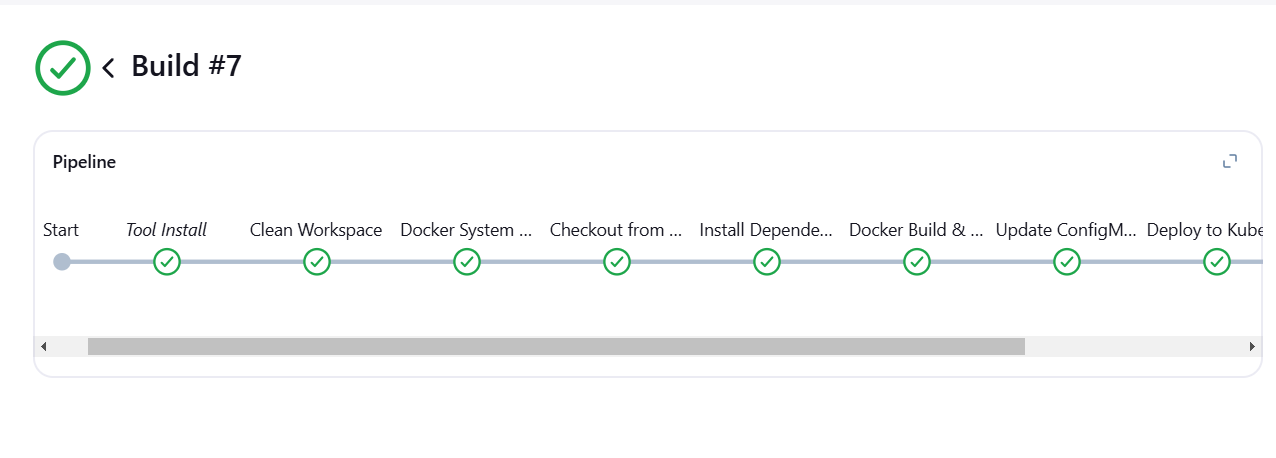 Build #7
Pipeline
Start Tool Install Clean Workspace Docker System ... Checkout from ... Install Depende... Docker Build & ... Update ConfigM... Deploy to Kube